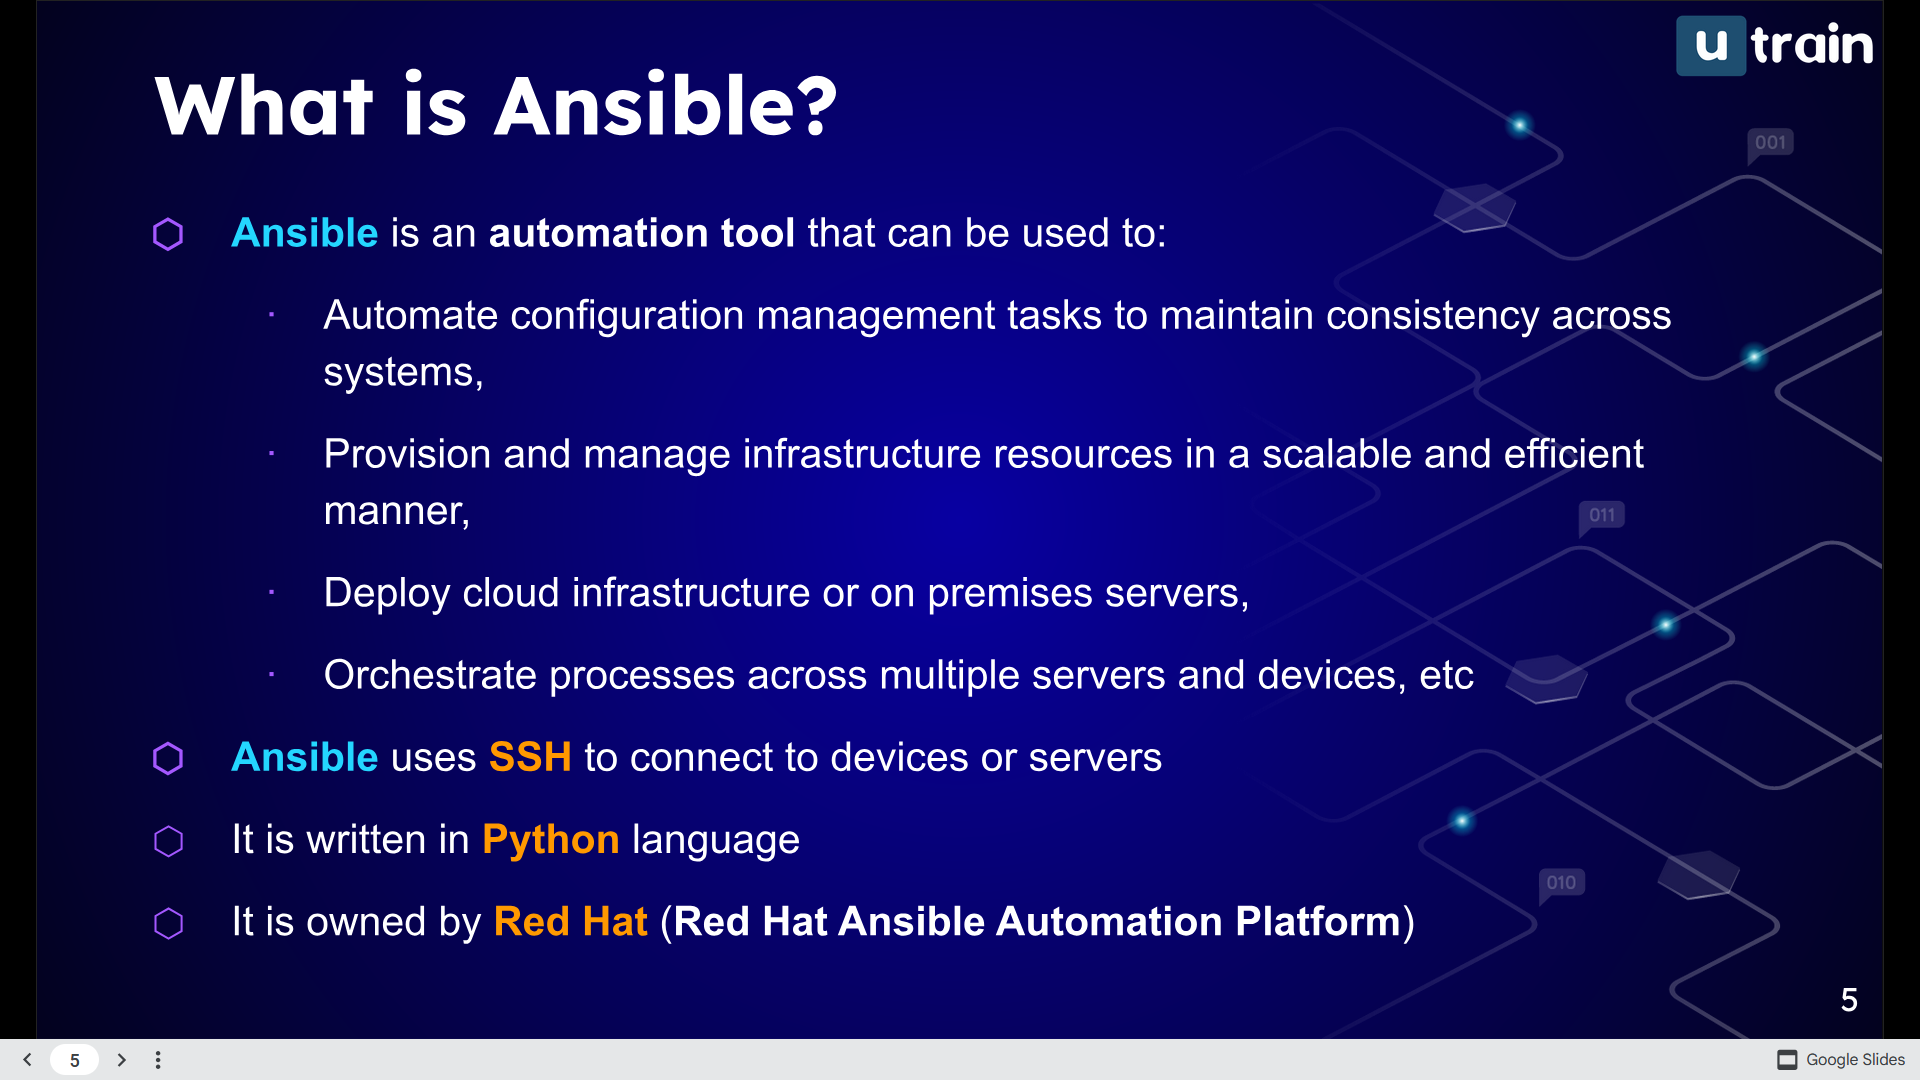 u train
What is Ansible?
001
Ansible is an automation tool that can be used to:
Automate configuration management tasks to maintain consistency across
systems,
Provision and manage infrastructure resources in a scalable and efficient
manner,
011
Deploy cloud infrastructure or on premises servers,
Orchestrate processes across multiple servers and devices, etc
Ansible uses SSH to connect to devices or servers
It is written in Python language
010
It is owned by Red Hat (Red Hat Ansible Automation Platform)
5
5
Google Slides